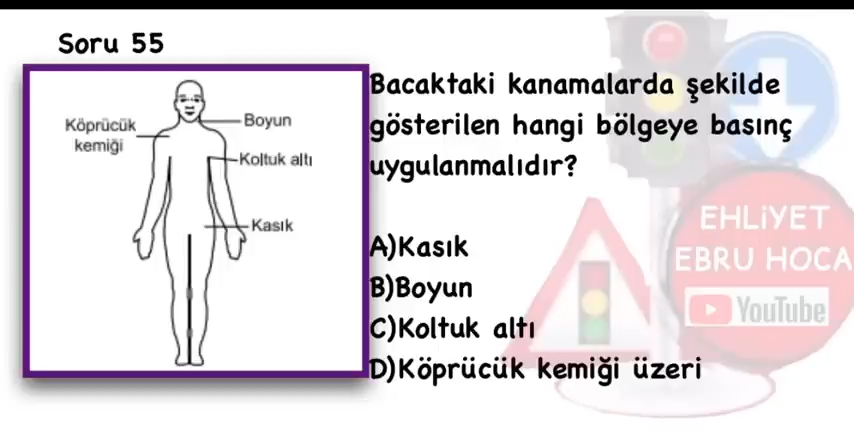 Soru 55
Bacaktaki kanamalarda şekilde
gösterilen hangi bölgeye basınç
uygulanmalıdır?
Köprücük
kemiği
Boyun
Koltuk altı
Kasık
A)Kasık
B)Boyun
C)Koltuk altı
D)Köprücük kemiği üzeri
EHLİYET
EBRU HOCA
YouTube